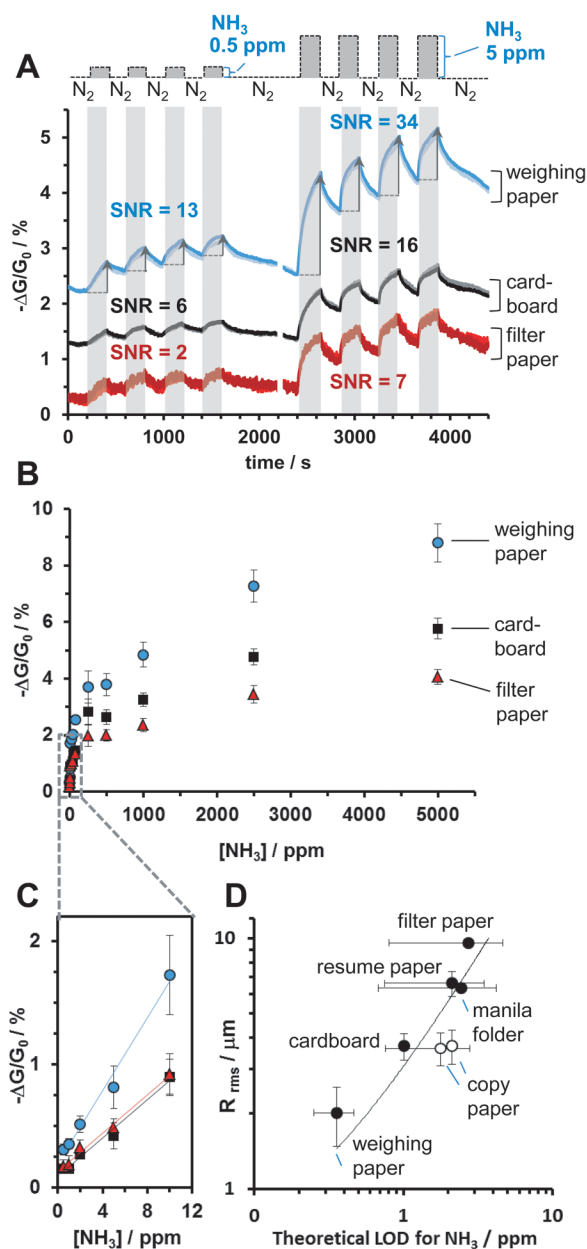 NH3
0.5 ppm
NH3
5 ppm
A
N2 N2 N2 N2 N2 N2 N2 N2 N2
5
4
3
2
1
0
-ΔG/G0 / %
SNR = 34
SNR = 13
SNR = 16
SNR = 6
SNR = 2
SNR = 7
weighing
paper
card-
board
filter
paper
0 1000 2000 3000 4000
time / s
B
10
8
6
4
2
0
-ΔG/G0 / %
weighing
paper
card-
board
filter
paper
0 1000 2000 3000 4000 5000
[NH3] / ppm
C
2
1
0
-ΔG/G0 / %
0 4 8 12
[NH3] / ppm
D
10
1
Rrms / μm
filter paper
resume paper
manila
folder
cardboard
copy
paper
weighing
paper
0 1 10
Theoretical LOD for NH3 / ppm